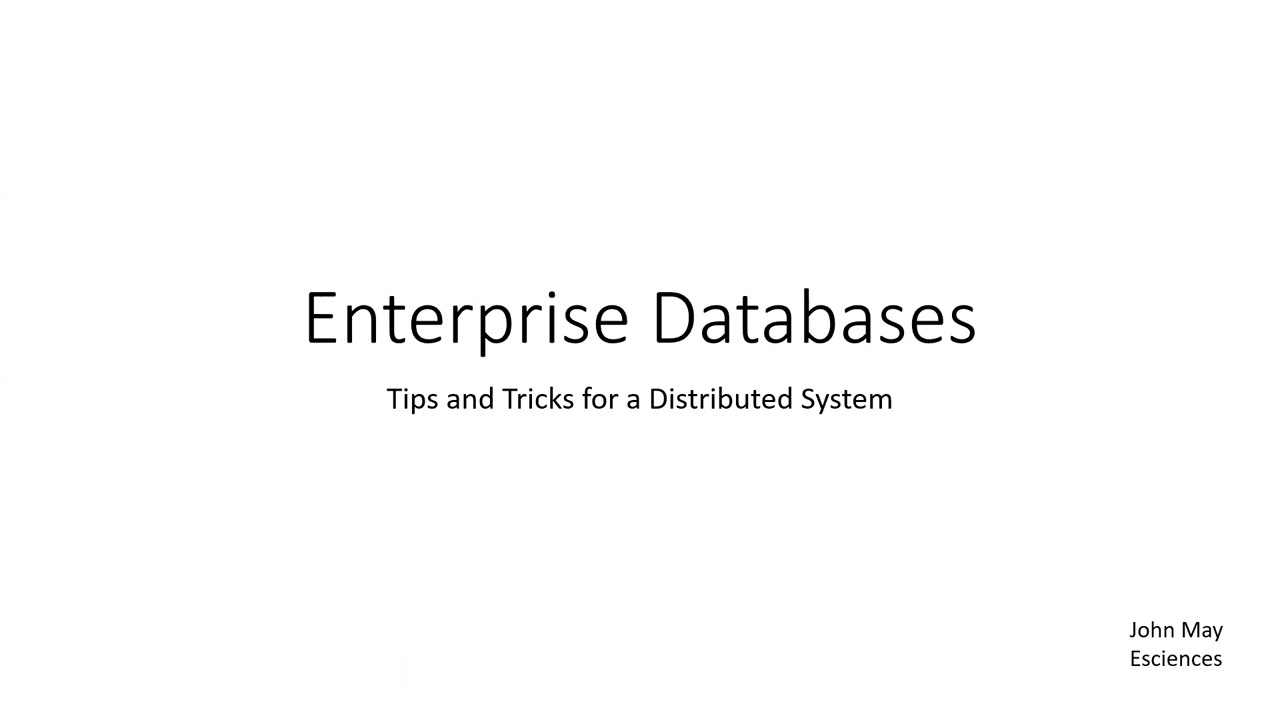 Enterprise Databases
Tips and Tricks for a Distributed System
John May
Esciences